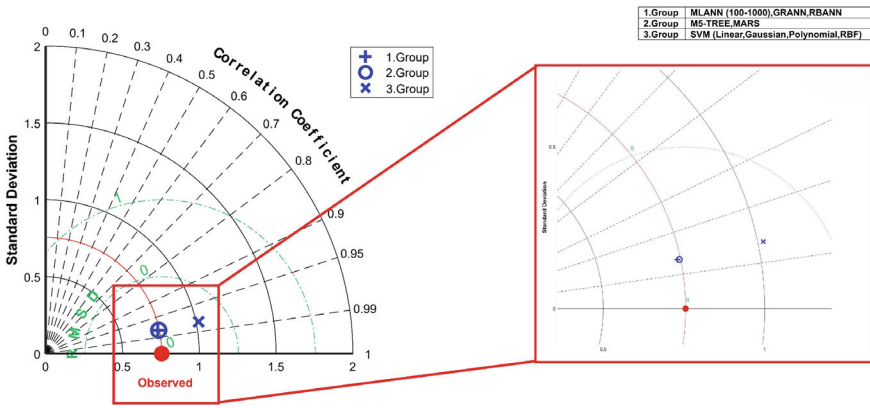 1.Group MLANN (100-1000),GRANN,RBANN
2.Group M5-TREE,MARS
3.Group SVM (Linear,Gaussian,Polynomial,RBF)
0 0.1 0.2 0.3 0.4 0.5 0.6 0.7 0.8 0.9 0.95 0.99 1
Correlation Coefficient
1.Group
2.Group
3.Group
Standard Deviation
2
1.5
1
0.5
0
0 0.5 1 1.5 2
RMSD
1
0
0
Observed
Standard Deviation
0.5
0
0
0
0.5 1